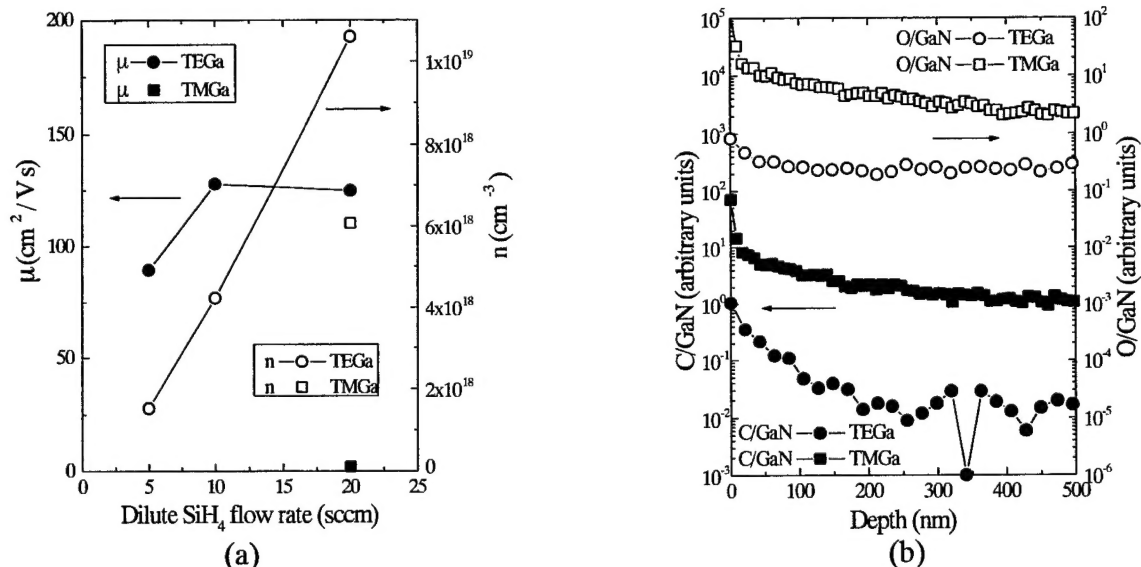 200
175
150
125
100
75
50
25
0
μ(cm²/V s)
μ TEGa
μ TMGa
n TEGa
n TMGa
1x10¹⁹
8x10¹⁸
6x10¹⁸
4x10¹⁸
2x10¹⁸
0
n (cm⁻³)
0 5 10 15 20 25
Dilute SiH₄ flow rate (sccm)
(a)
10⁵
10⁴
10³
10²
10¹
10⁰
10⁻¹
10⁻²
10⁻³
C/GaN (arbitrary units)
O/GaN TEGa
O/GaN TMGa
C/GaN TEGa
C/GaN TMGa
10²
10¹
10⁰
10⁻¹
10⁻²
10⁻³
10⁻⁴
10⁻⁵
10⁻⁶
O/GaN (arbitrary units)
0 100 200 300 400 500
Depth (nm)
(b)